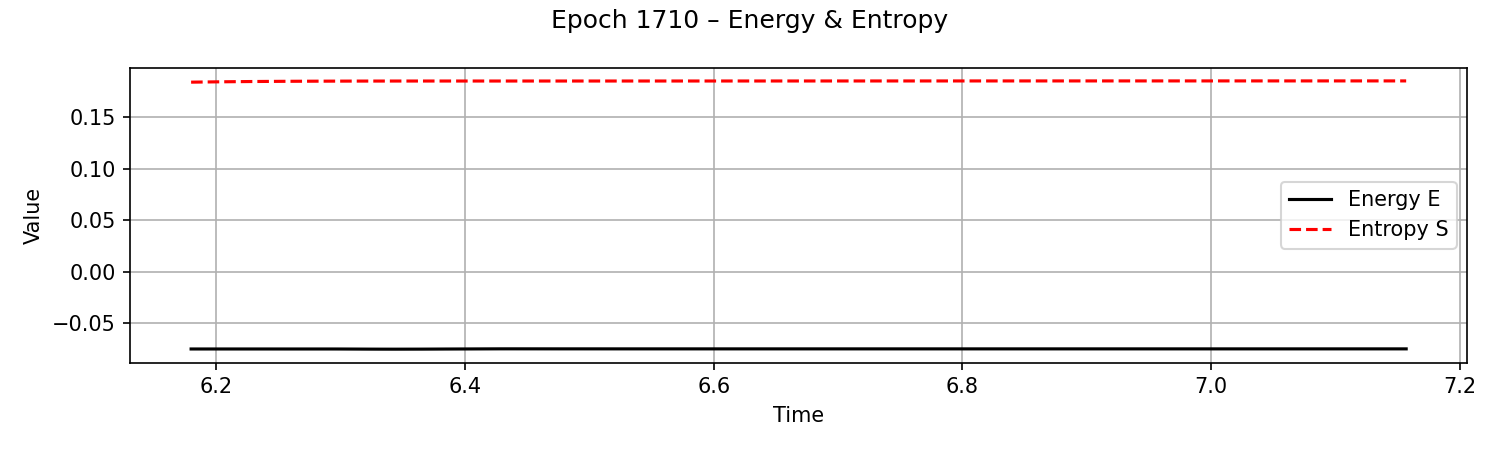 Epoch 1710 – Energy & Entropy
Value
0.15
0.10
0.05
0.00
−0.05
Energy E
Entropy S
6.2
6.4
6.6
6.8
7.0
7.2
Time